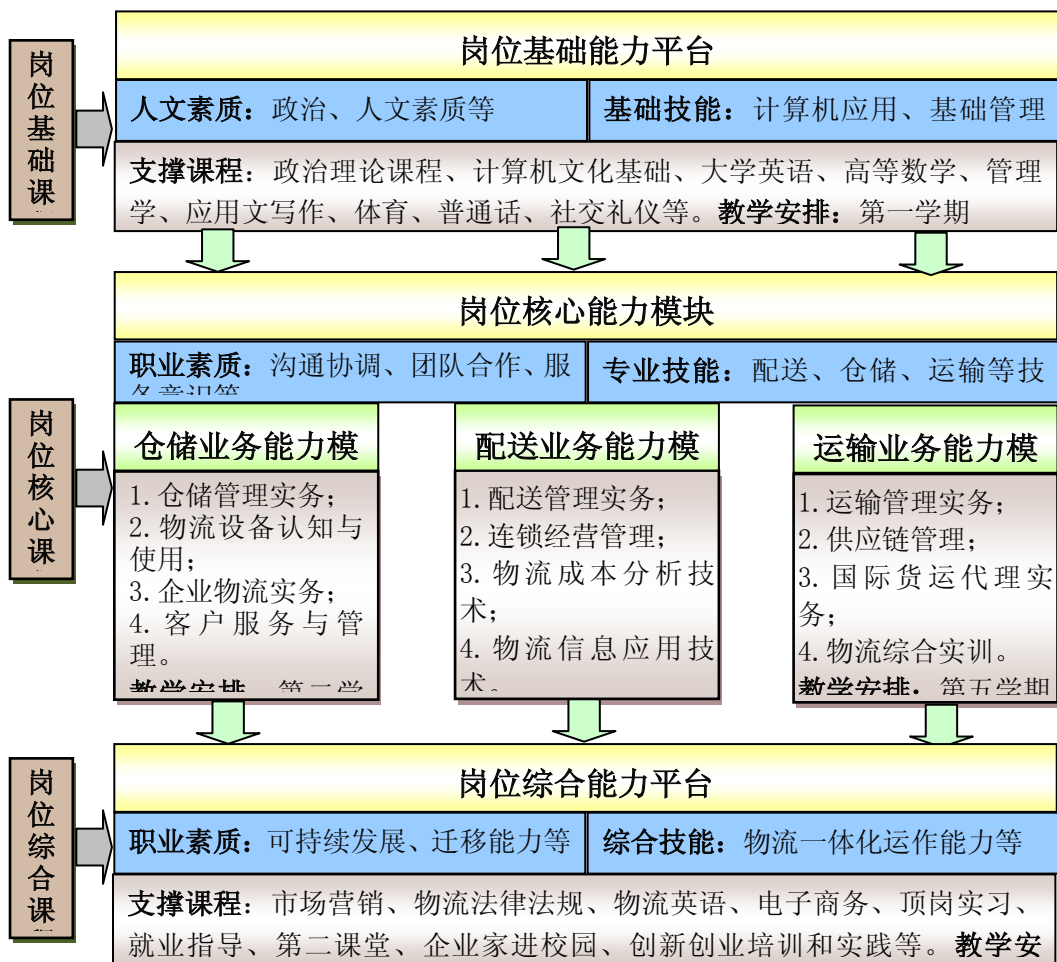 岗位基础课
岗位基础能力平台
人文素质：政治、人文素质等
基础技能：计算机应用、基础管理
支撑课程：政治理论课程、计算机文化基础、大学英语、高等数学、管理
学、应用文写作、体育、普通话、社交礼仪等。教学安排：第一学期
岗位核心能力模块
职业素质：沟通协调、团队合作、服
务意识等
专业技能：配送、仓储、运输等技
岗位核心课
仓储业务能力模
1.仓储管理实务；
2.物流设备认知与
使用；
3.企业物流实务；
4.客户服务与管
理。
教学安排：第二学
配送业务能力模
1.配送管理实务；
2.连锁经营管理；
3.物流成本分析技
术；
4.物流信息应用技
术。
运输业务能力模
1.运输管理实务；
2.供应链管理；
3.国际货运代理实
务；
4.物流综合实训。
教学安排：第五学期
岗位综合课
岗位综合能力平台
职业素质：可持续发展、迁移能力等
综合技能：物流一体化运作能力等
支撑课程：市场营销、物流法律法规、物流英语、电子商务、顶岗实习、
就业指导、第二课堂、企业家进校园、创新创业培训和实践等。教学安